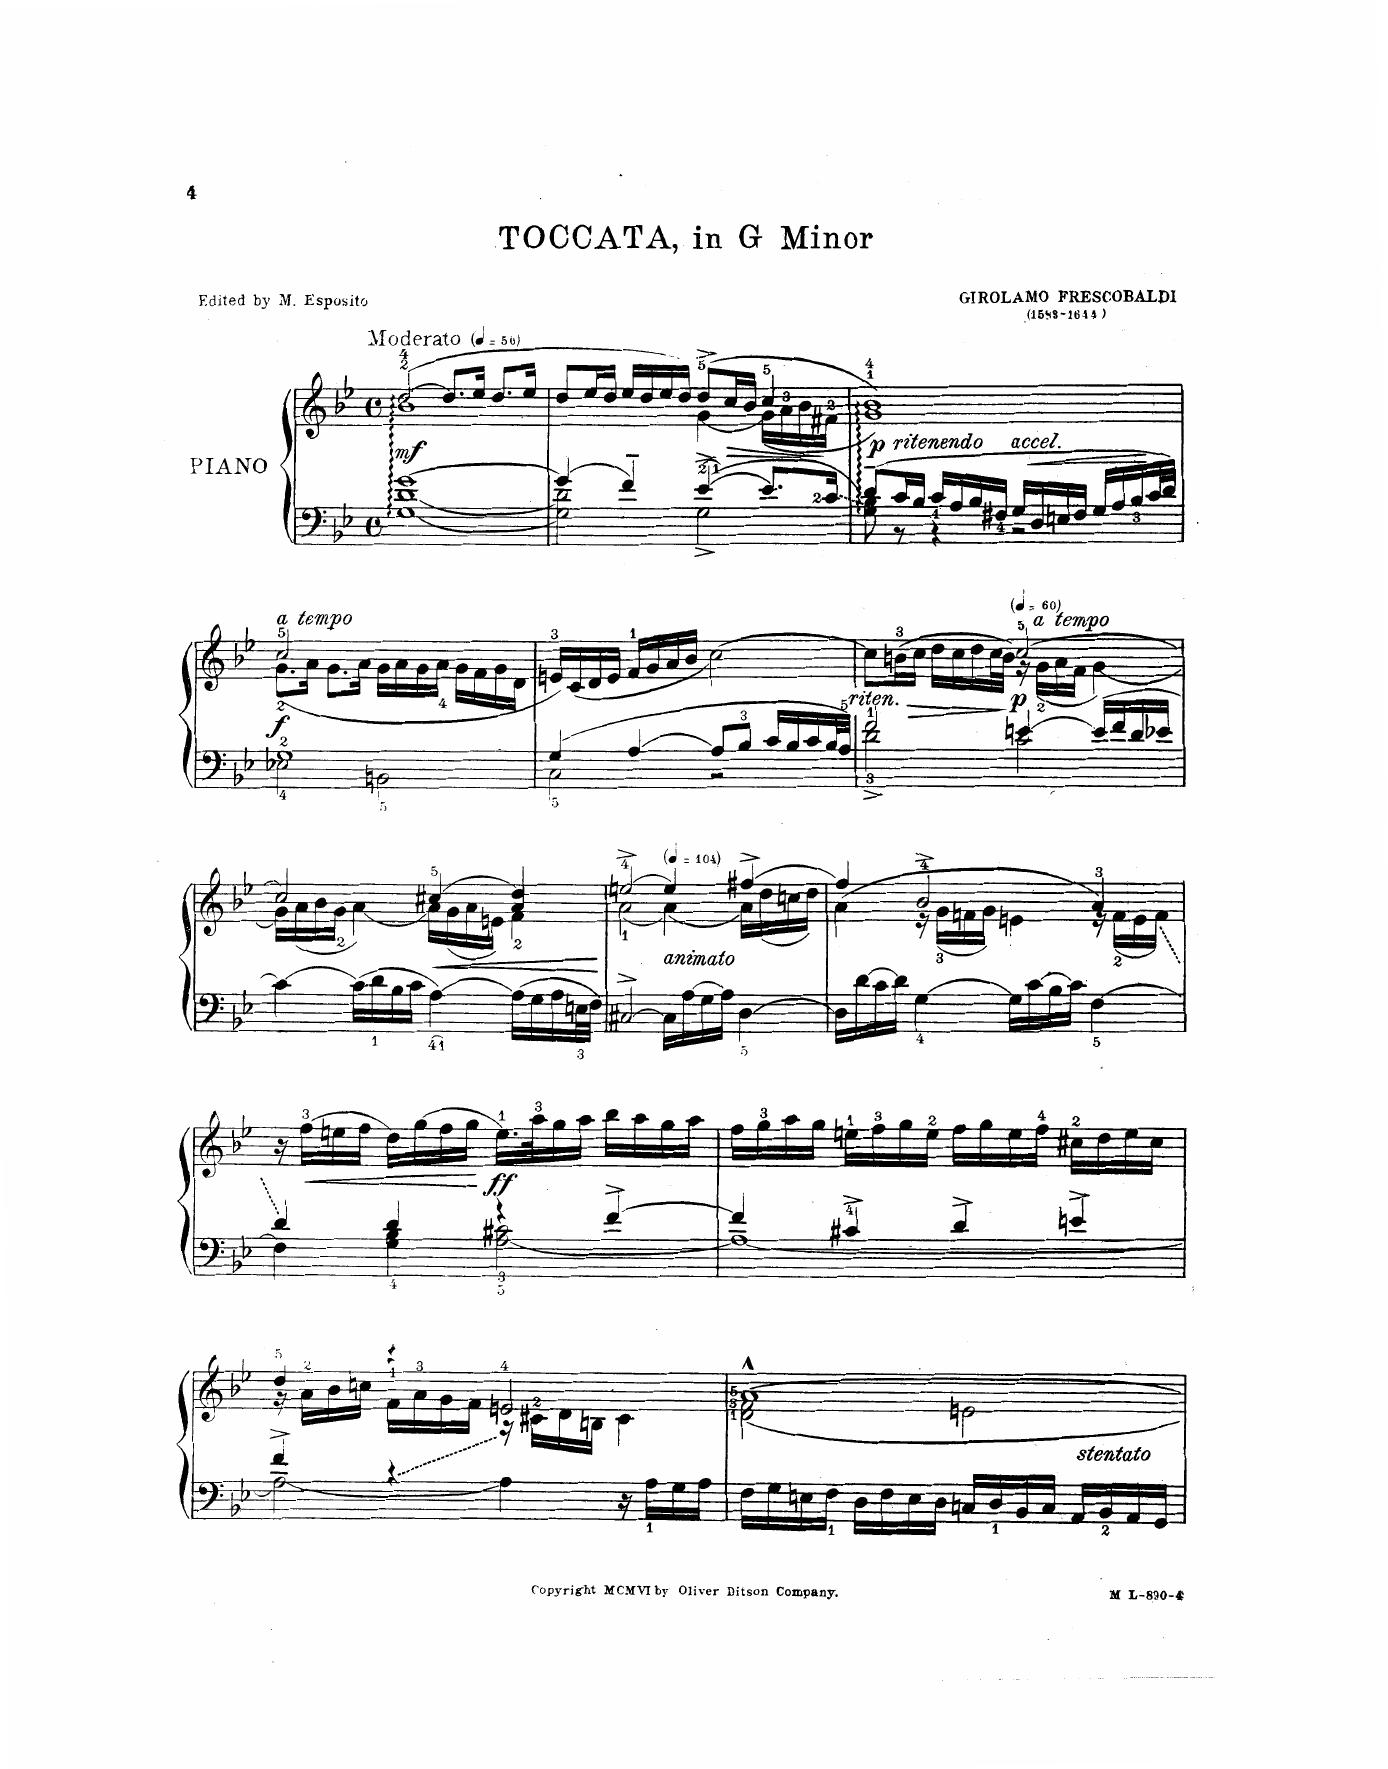 4
TOCCATA, in G Minor
Edited by M. Esposito
GIROLAMO FRESCOBALDI
(1583-1644)
Moderato (♩ = 56)
PIANO
mf
p ritenendo accel.
a tempo
(♩ = 60)
a tempo
f
riten.
p
(♩ = 104)
animato
ff
stentato
Copyright MCMVI by Oliver Ditson Company.
M L-890-4